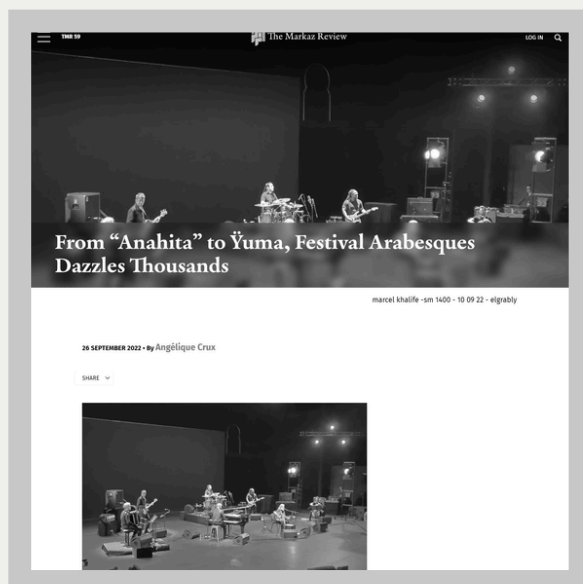 TMR 59
The Markaz Review
LOG IN
From “Anahita” to Ÿuma, Festival Arabesques
Dazzles Thousands
marcel khalife -sm 1400 - 10 09 22 - elgrably
26 SEPTEMBER 2022 • By Angélique Crux
SHARE